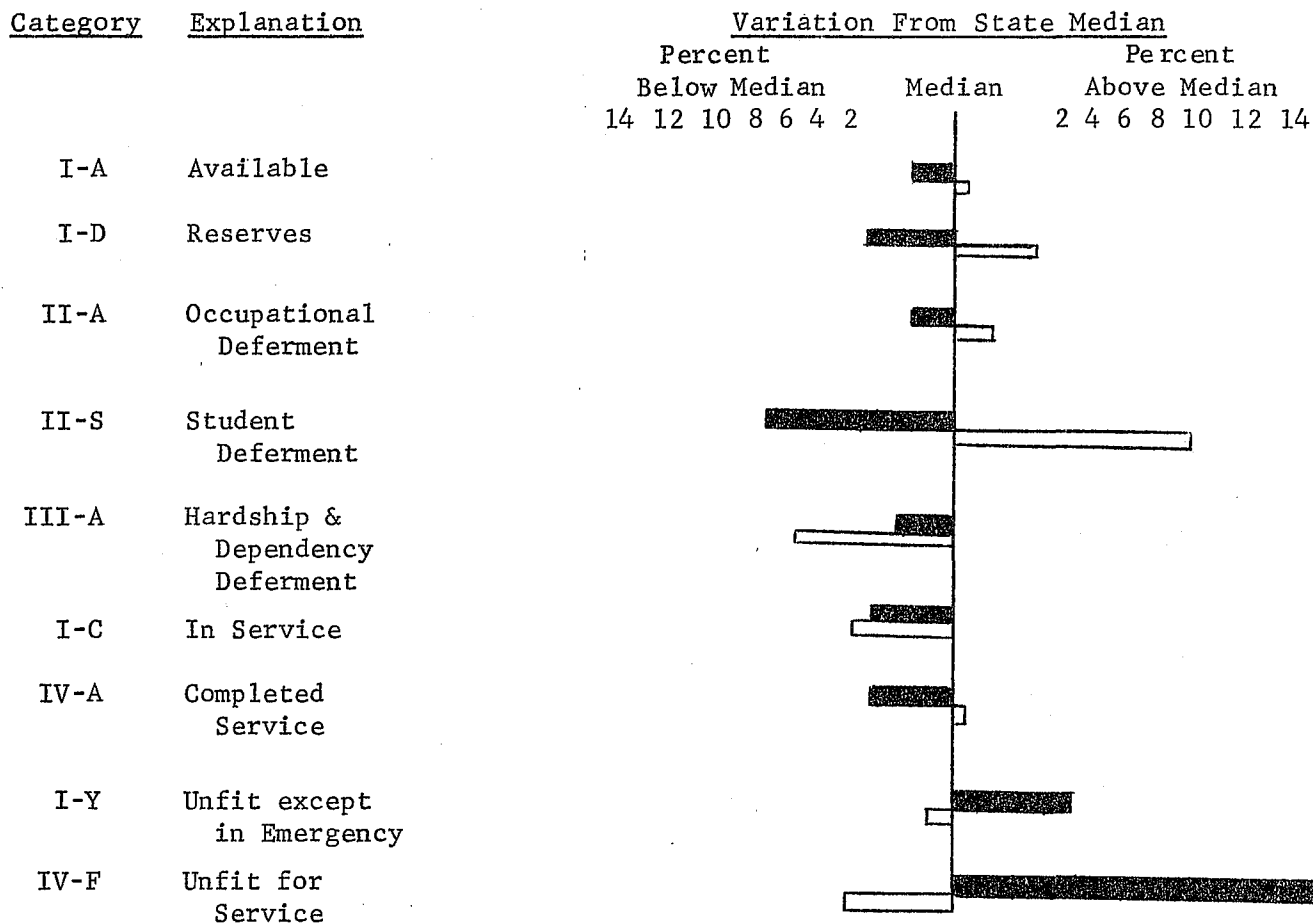 Category Explanation Variation From State Median
Percent Percent
Below Median Median Above Median
14 12 10 8 6 4 2 2 4 6 8 10 12 14
I-A Available
I-D Reserves
II-A Occupational
Deferment
II-S Student
Deferment
III-A Hardship &
Dependency
Deferment
I-C In Service
IV-A Completed
Service
I-Y Unfit except
in Emergency
IV-F Unfit for
Service